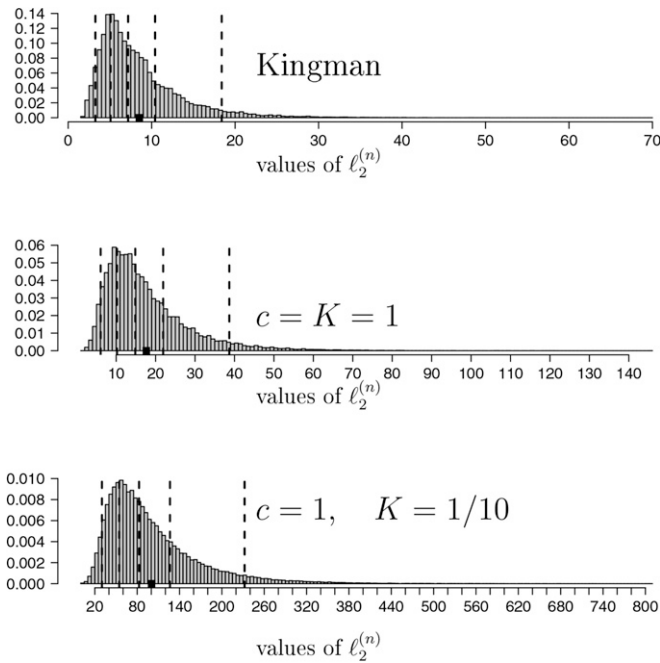 0.14
0.12
0.10
0.08
0.06
0.04
0.02
0.00
Kingman
0 10 20 30 40 50 60 70
values of ℓ₂⁽ⁿ⁾
0.06
0.05
0.04
0.03
0.02
0.01
0.00
c = K = 1
10 20 30 40 50 60 70 80 90 100 110 120 130 140
values of ℓ₂⁽ⁿ⁾
0.010
0.008
0.006
0.004
0.002
0.000
c = 1, K = 1/10
20 80 140 200 260 320 380 440 500 560 620 680 740 800
values of ℓ₂⁽ⁿ⁾